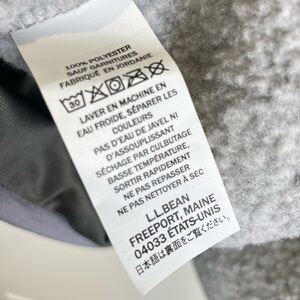 100% POLYESTER
SAUF GARNITURES
FABRIQUÉ EN JORDANIE
30
LAVER EN MACHINE EN
EAU FROIDE, SÉPARER LES
COULEURS
PAS D'EAU DE JAVEL NI
D'ASSOUPLISSANT
SÉCHAGE PAR CULBUTAGE
BASSE TEMPÉRATURE,
SORTIR RAPIDEMENT
NE PAS REPASSER
NE PAS NETTOYER À SEC
L.L.BEAN
FREEPORT, MAINE
04033 ÉTATS-UNIS
日本語は裏面をご覧ください。